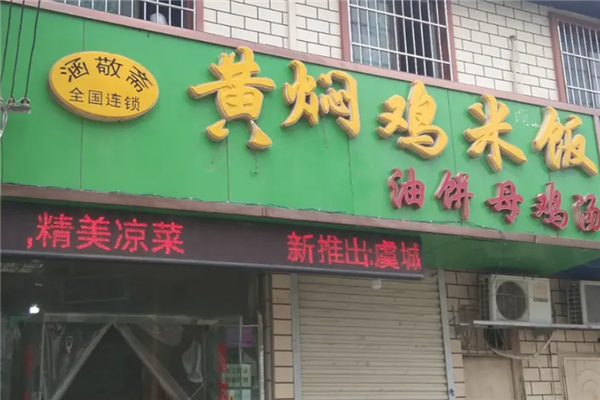 涵敬斋
全国连锁
黄焖鸡米饭
油饼母鸡汤
,精美凉菜 新推出:虞城